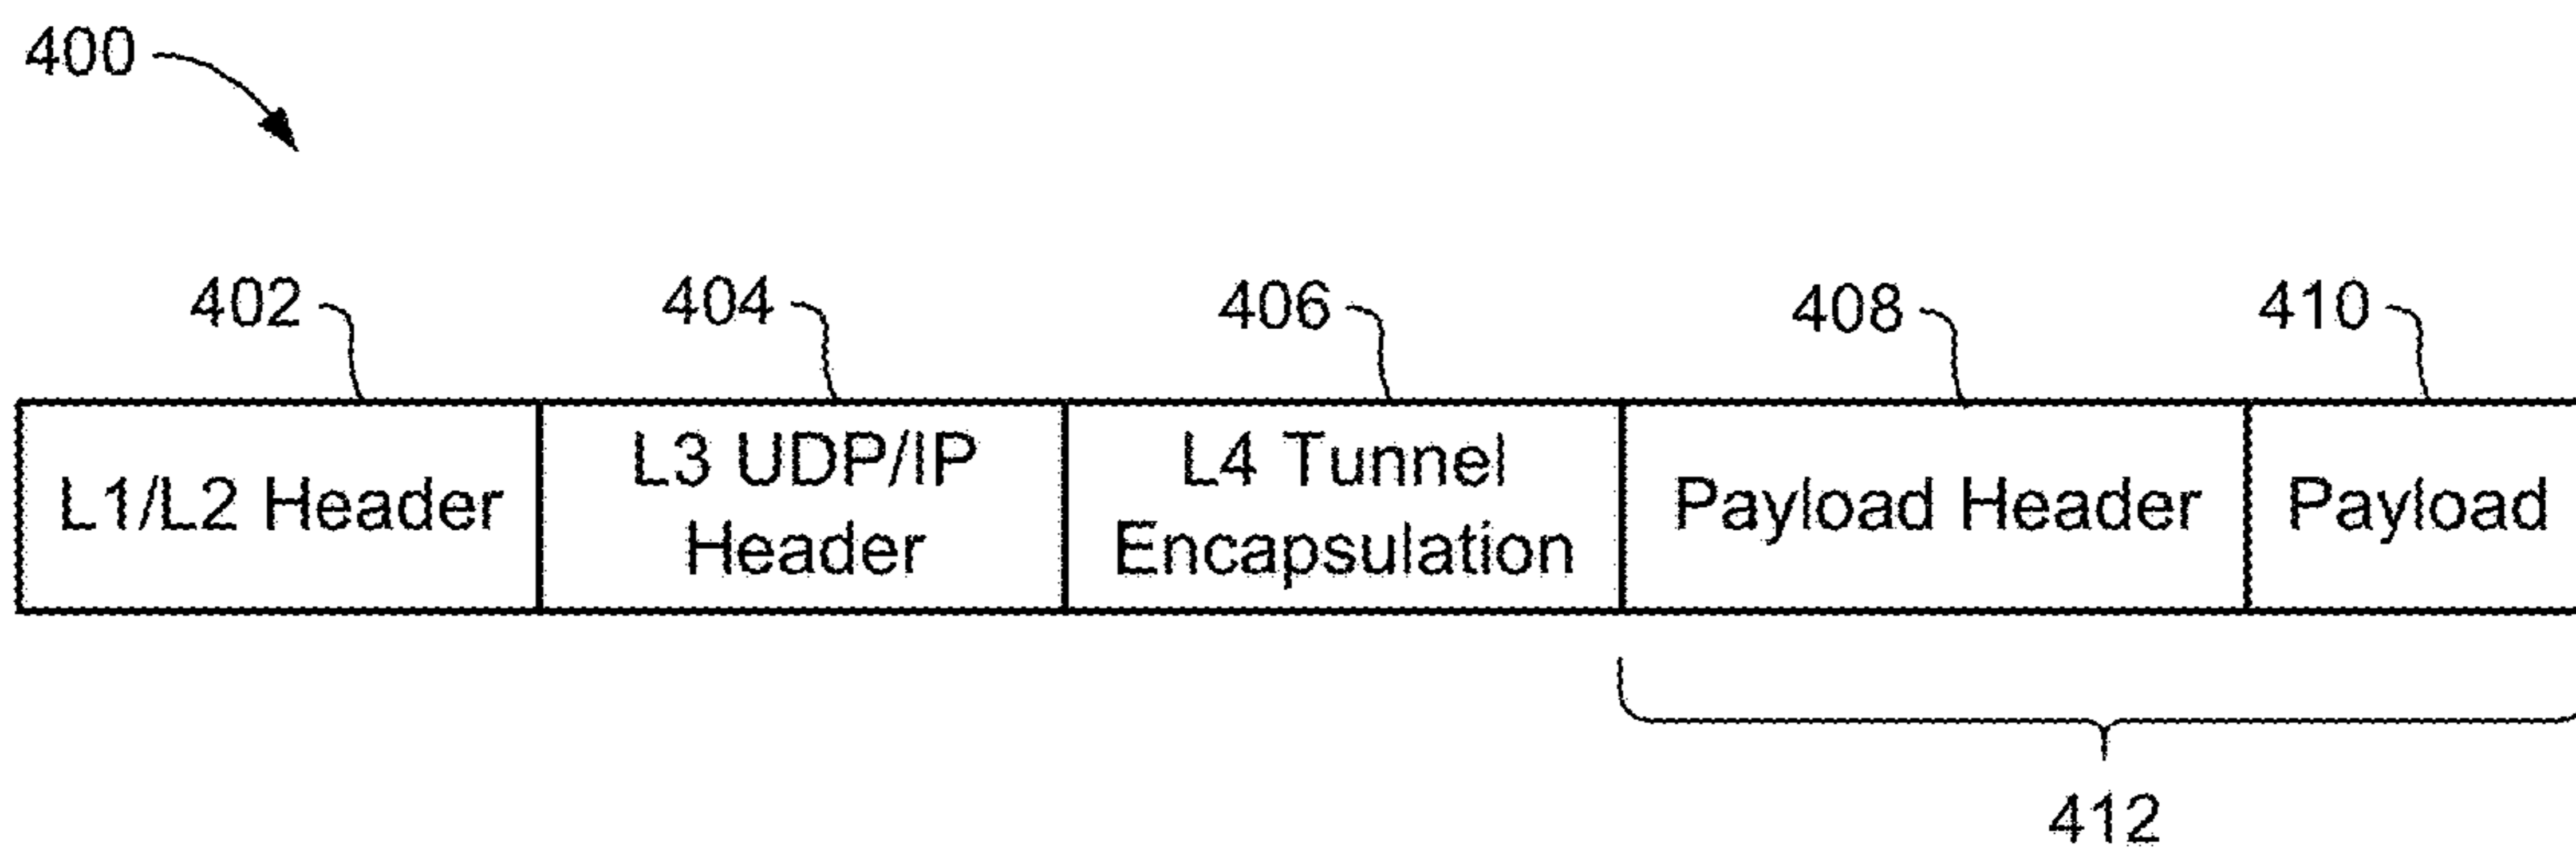 400
402
404
406
408
410
L1/L2 Header
L3 UDP/IP
Header
L4 Tunnel
Encapsulation
Payload Header
Payload
412